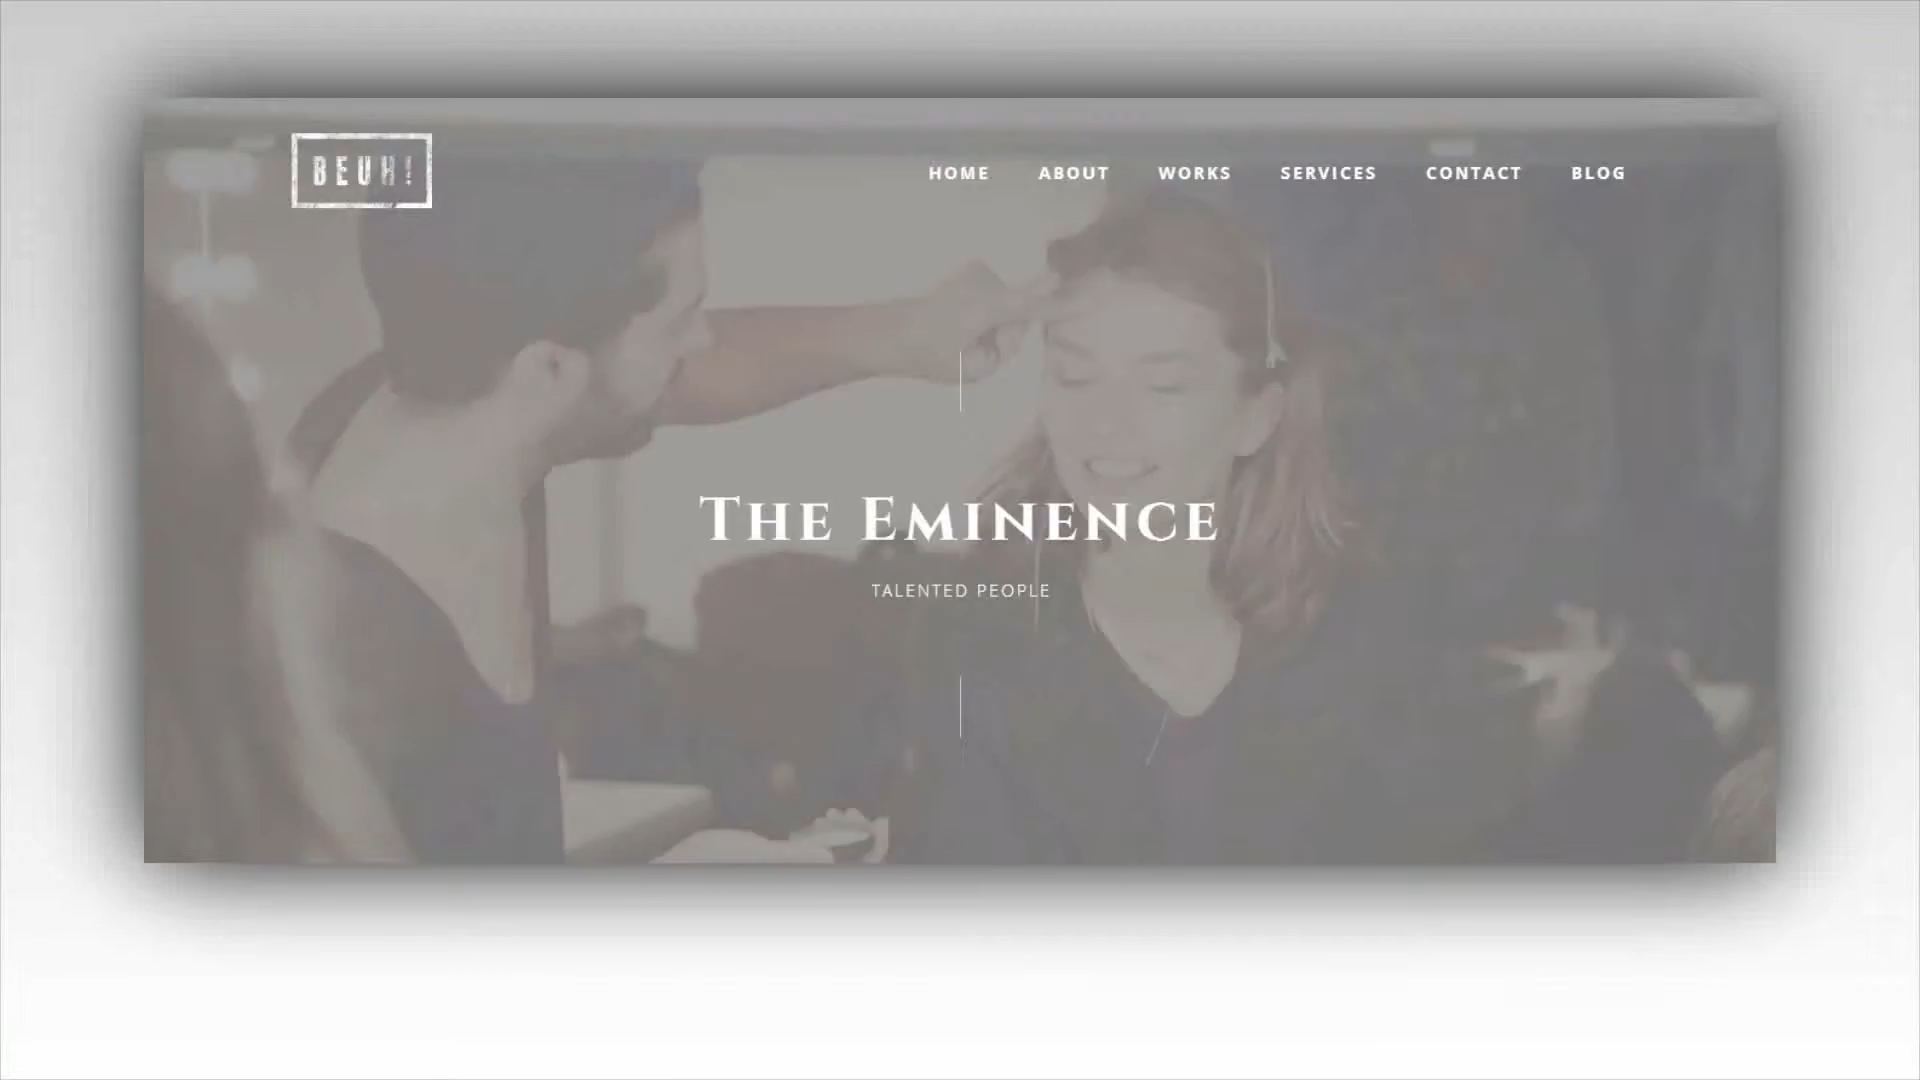 BEUH!
HOME ABOUT WORKS SERVICES CONTACT BLOG
THE EMINENCE
TALENTED PEOPLE